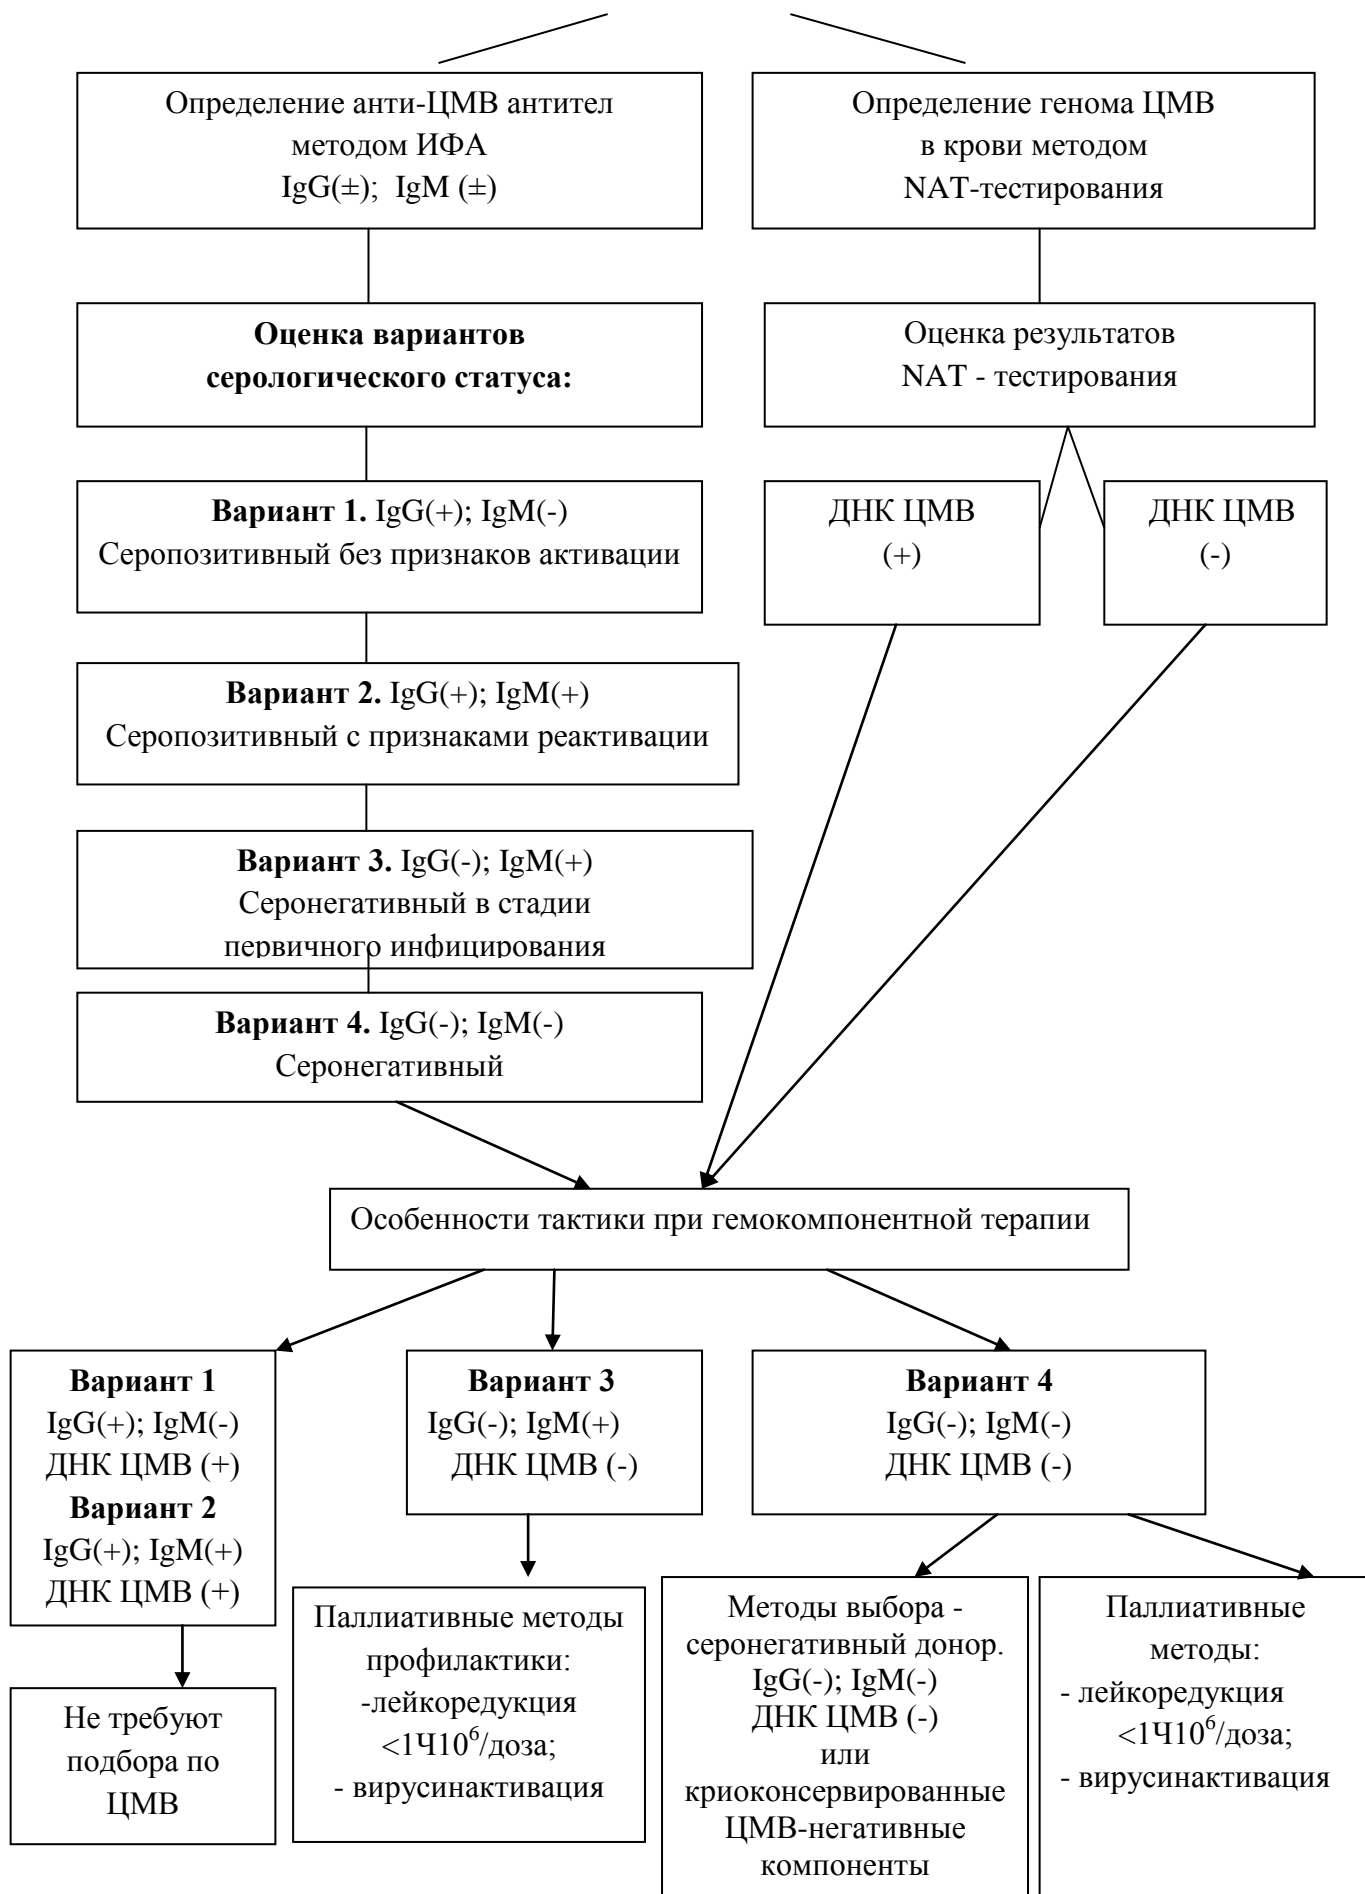 Определение анти-ЦМВ антител
методом ИФА
IgG(±); IgM (±)
Определение генома ЦМВ
в крови методом
NAT-тестирования
Оценка вариантов
серологического статуса:
Оценка результатов
NAT - тестирования
Вариант 1. IgG(+); IgM(-)
Серопозитивный без признаков активации
ДНК ЦМВ
(+)
ДНК ЦМВ
(-)
Вариант 2. IgG(+); IgM(+)
Серопозитивный с признаками реактивации
Вариант 3. IgG(-); IgM(+)
Серонегативный в стадии
первичного инфицирования
Вариант 4. IgG(-); IgM(-)
Серонегативный
Особенности тактики при гемокомпонентной терапии
Вариант 1
IgG(+); IgM(-)
ДНК ЦМВ (+)
Вариант 2
IgG(+); IgM(+)
ДНК ЦМВ (+)
Вариант 3
IgG(-); IgM(+)
ДНК ЦМВ (-)
Вариант 4
IgG(-); IgM(-)
ДНК ЦМВ (-)
Не требуют
подбора по
ЦМВ
Паллиативные методы
профилактики:
-лейкоредукция
<1Ч10⁶/доза;
- вирусинактивация
Методы выбора -
серонегативный донор.
IgG(-); IgM(-)
ДНК ЦМВ (-)
или
криоконсервированные
ЦМВ-негативные
компоненты
Паллиативные
методы:
- лейкоредукция
<1Ч10⁶/доза;
- вирусинактивация